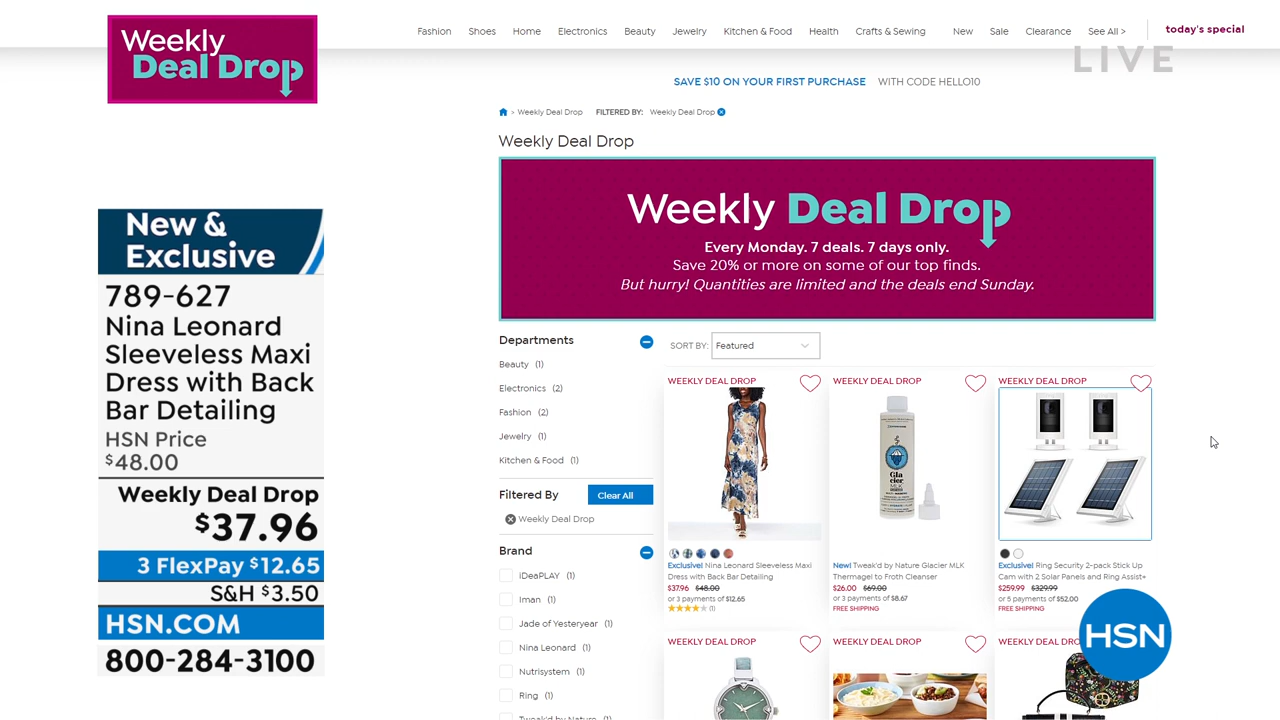 Weekly
Deal Drop
Fashion Shoes Home Electronics Beauty Jewelry Kitchen & Food Health Crafts & Sewing New Sale Clearance See All > today's special
LIVE
SAVE $10 ON YOUR FIRST PURCHASE WITH CODE HELLO10
> Weekly Deal Drop FILTERED BY: Weekly Deal Drop
Weekly Deal Drop
Weekly Deal Drop
Every Monday. 7 deals. 7 days only.
Save 20% or more on some of our top finds.
But hurry! Quantities are limited and the deals end Sunday.
New &
Exclusive
789-627
Nina Leonard
Sleeveless Maxi
Dress with Back
Bar Detailing
HSN Price
$48.00
Weekly Deal Drop
$37.96
3 FlexPay $12.65
S&H $3.50
HSN.COM
800-284-3100
Departments
Beauty (1)
Electronics (2)
Fashion (2)
Jewelry (1)
Kitchen & Food (1)
Filtered By Clear All
Weekly Deal Drop
Brand
iDeaPLAY (1)
Iman (1)
Jade of Yesteryear (1)
Nina Leonard (1)
Nutrisystem (1)
Ring (1)
Tweak'd by Nature (1)
SORT BY: Featured
WEEKLY DEAL DROP
Exclusive! Nina Leonard Sleeveless Maxi
Dress with Back Bar Detailing
$37.96 $48.00
or 3 payments of $12.65
(1)
WEEKLY DEAL DROP
Gla
cier
MLK
New! Tweak'd by Nature Glacier MLK
Thermagel to Froth Cleanser
$26.00 $69.00
or 3 payments of $8.67
FREE SHIPPING
WEEKLY DEAL DROP
Exclusive! Ring Security 2-pack Stick Up
Cam with 2 Solar Panels and Ring Assist+
$259.99 $329.99
or 5 payments of $52.00
FREE SHIPPING
WEEKLY DEAL DROP
WEEKLY DEAL DROP
WEEKLY DEAL DRO
HSN